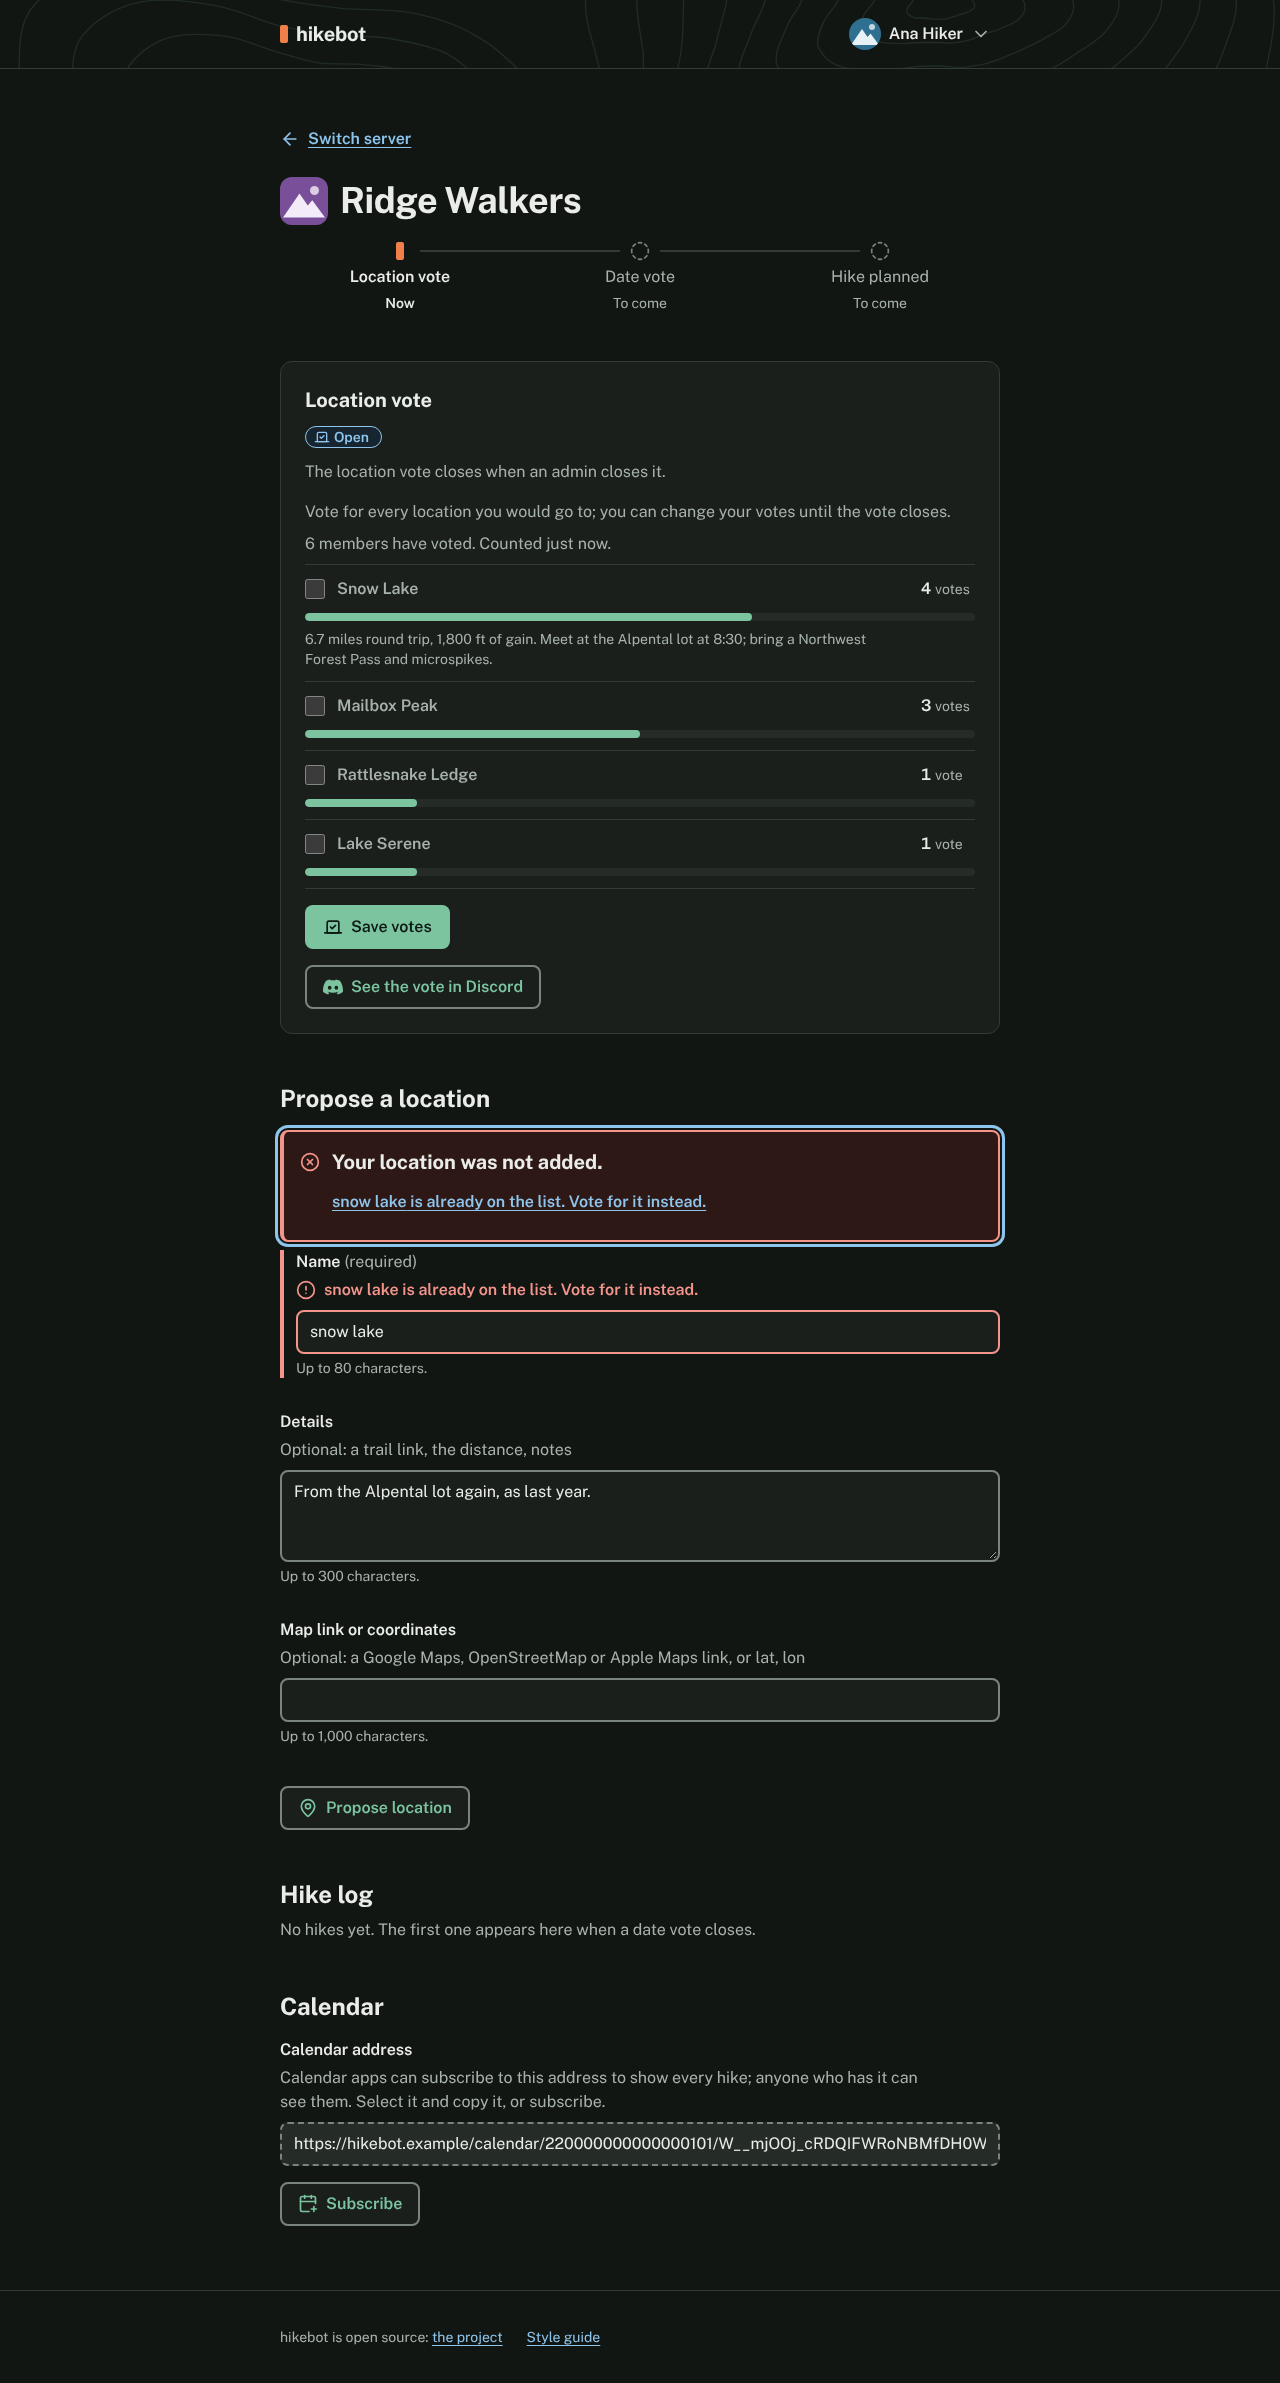 hikebot
Ana Hiker
Switch server
Ridge Walkers
Location vote
Now
Date vote
To come
Hike planned
To come
Location vote
Open
The location vote closes when an admin closes it.
Vote for every location you would go to; you can change your votes until the vote closes.
6 members have voted. Counted just now.
Snow Lake
4 votes
6.7 miles round trip, 1,800 ft of gain. Meet at the Alpental lot at 8:30; bring a Northwest
Forest Pass and microspikes.
Mailbox Peak
3 votes
Rattlesnake Ledge
1 vote
Lake Serene
1 vote
Save votes
See the vote in Discord
Propose a location
Your location was not added.
snow lake is already on the list. Vote for it instead.
Name (required)
snow lake is already on the list. Vote for it instead.
snow lake
Up to 80 characters.
Details
Optional: a trail link, the distance, notes
From the Alpental lot again, as last year.
Up to 300 characters.
Map link or coordinates
Optional: a Google Maps, OpenStreetMap or Apple Maps link, or lat, lon
Up to 1,000 characters.
Propose location
Hike log
No hikes yet. The first one appears here when a date vote closes.
Calendar
Calendar address
Calendar apps can subscribe to this address to show every hike; anyone who has it can
see them. Select it and copy it, or subscribe.
https://hikebot.example/calendar/220000000000000101/W__mjOOj_cRDQIFWRoNBMfDH0W
Subscribe
hikebot is open source: the project
Style guide